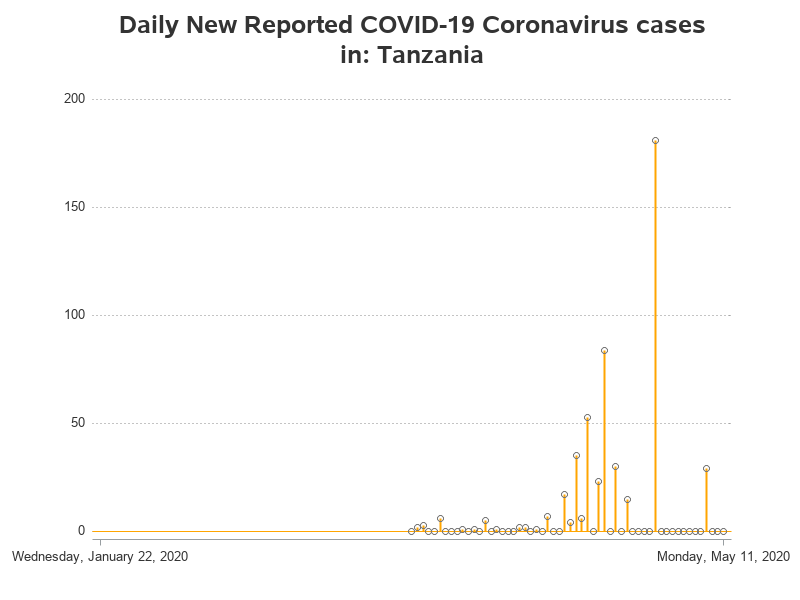 Daily New Reported COVID-19 Coronavirus cases
in: Tanzania
200
150
100
50
0
Wednesday, January 22, 2020
Monday, May 11, 2020